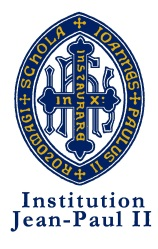 SCHOLA ✦ IOANNES ✦ PAULUS II ✦ ROTOMAGI ✦
INSTAURARE
IN X:
Institution
Jean-Paul II